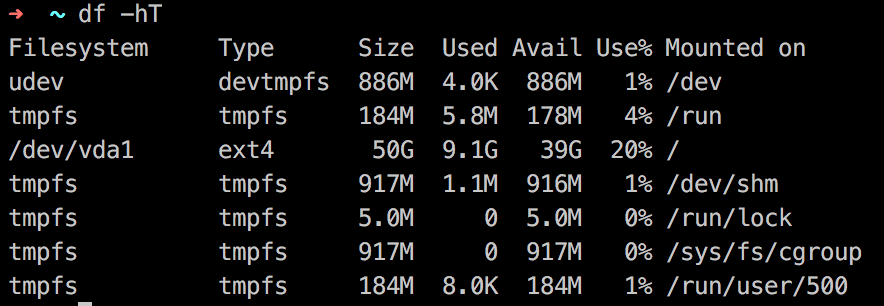 ➜  ~ df -hT
Filesystem     Type      Size  Used Avail Use% Mounted on
udev           devtmpfs  886M  4.0K  886M   1% /dev
tmpfs          tmpfs     184M  5.8M  178M   4% /run
/dev/vda1      ext4       50G  9.1G   39G  20% /
tmpfs          tmpfs     917M  1.1M  916M   1% /dev/shm
tmpfs          tmpfs     5.0M     0  5.0M   0% /run/lock
tmpfs          tmpfs     917M     0  917M   0% /sys/fs/cgroup
tmpfs          tmpfs     184M  8.0K  184M   1% /run/user/500